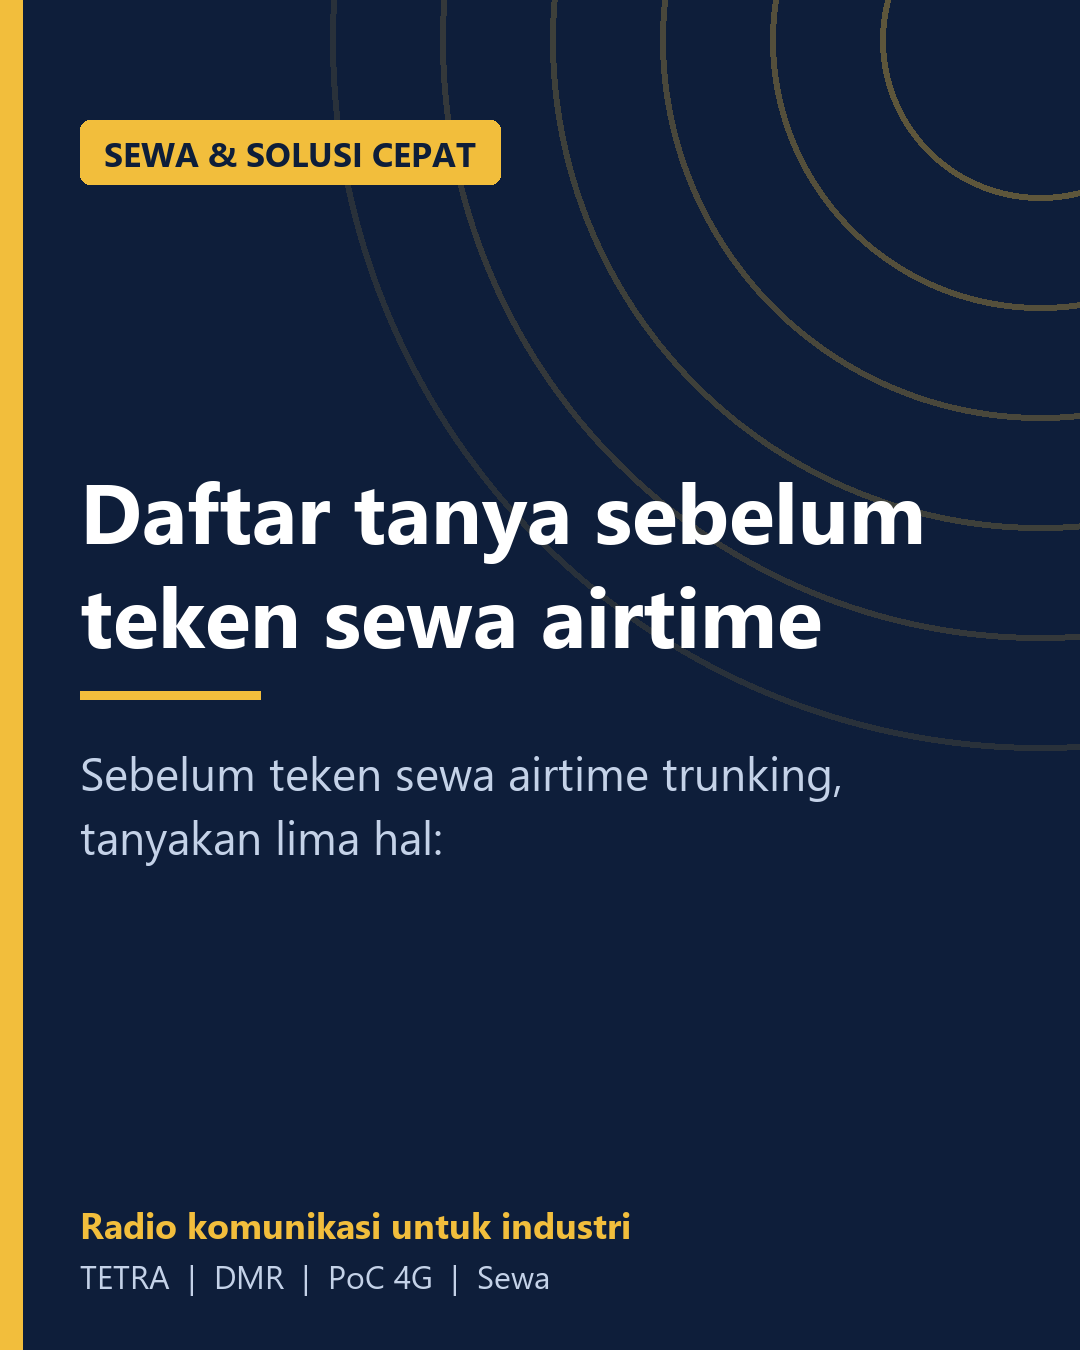 SEWA & SOLUSI CEPAT
Daftar tanya sebelum
teken sewa airtime
Sebelum teken sewa airtime trunking,
tanyakan lima hal:
Radio komunikasi untuk industri
TETRA | DMR | PoC 4G | Sewa